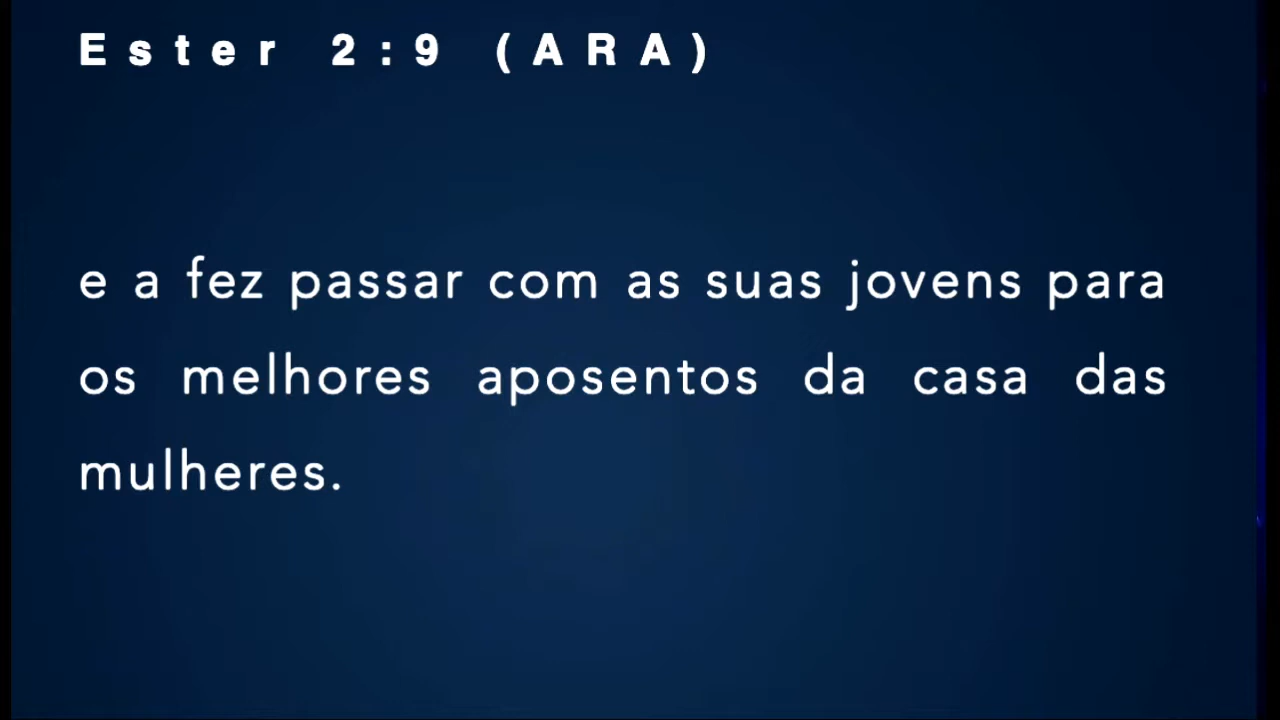 Ester 2:9 (ARA)
e a fez passar com as suas jovens para
os melhores aposentos da casa das
mulheres.